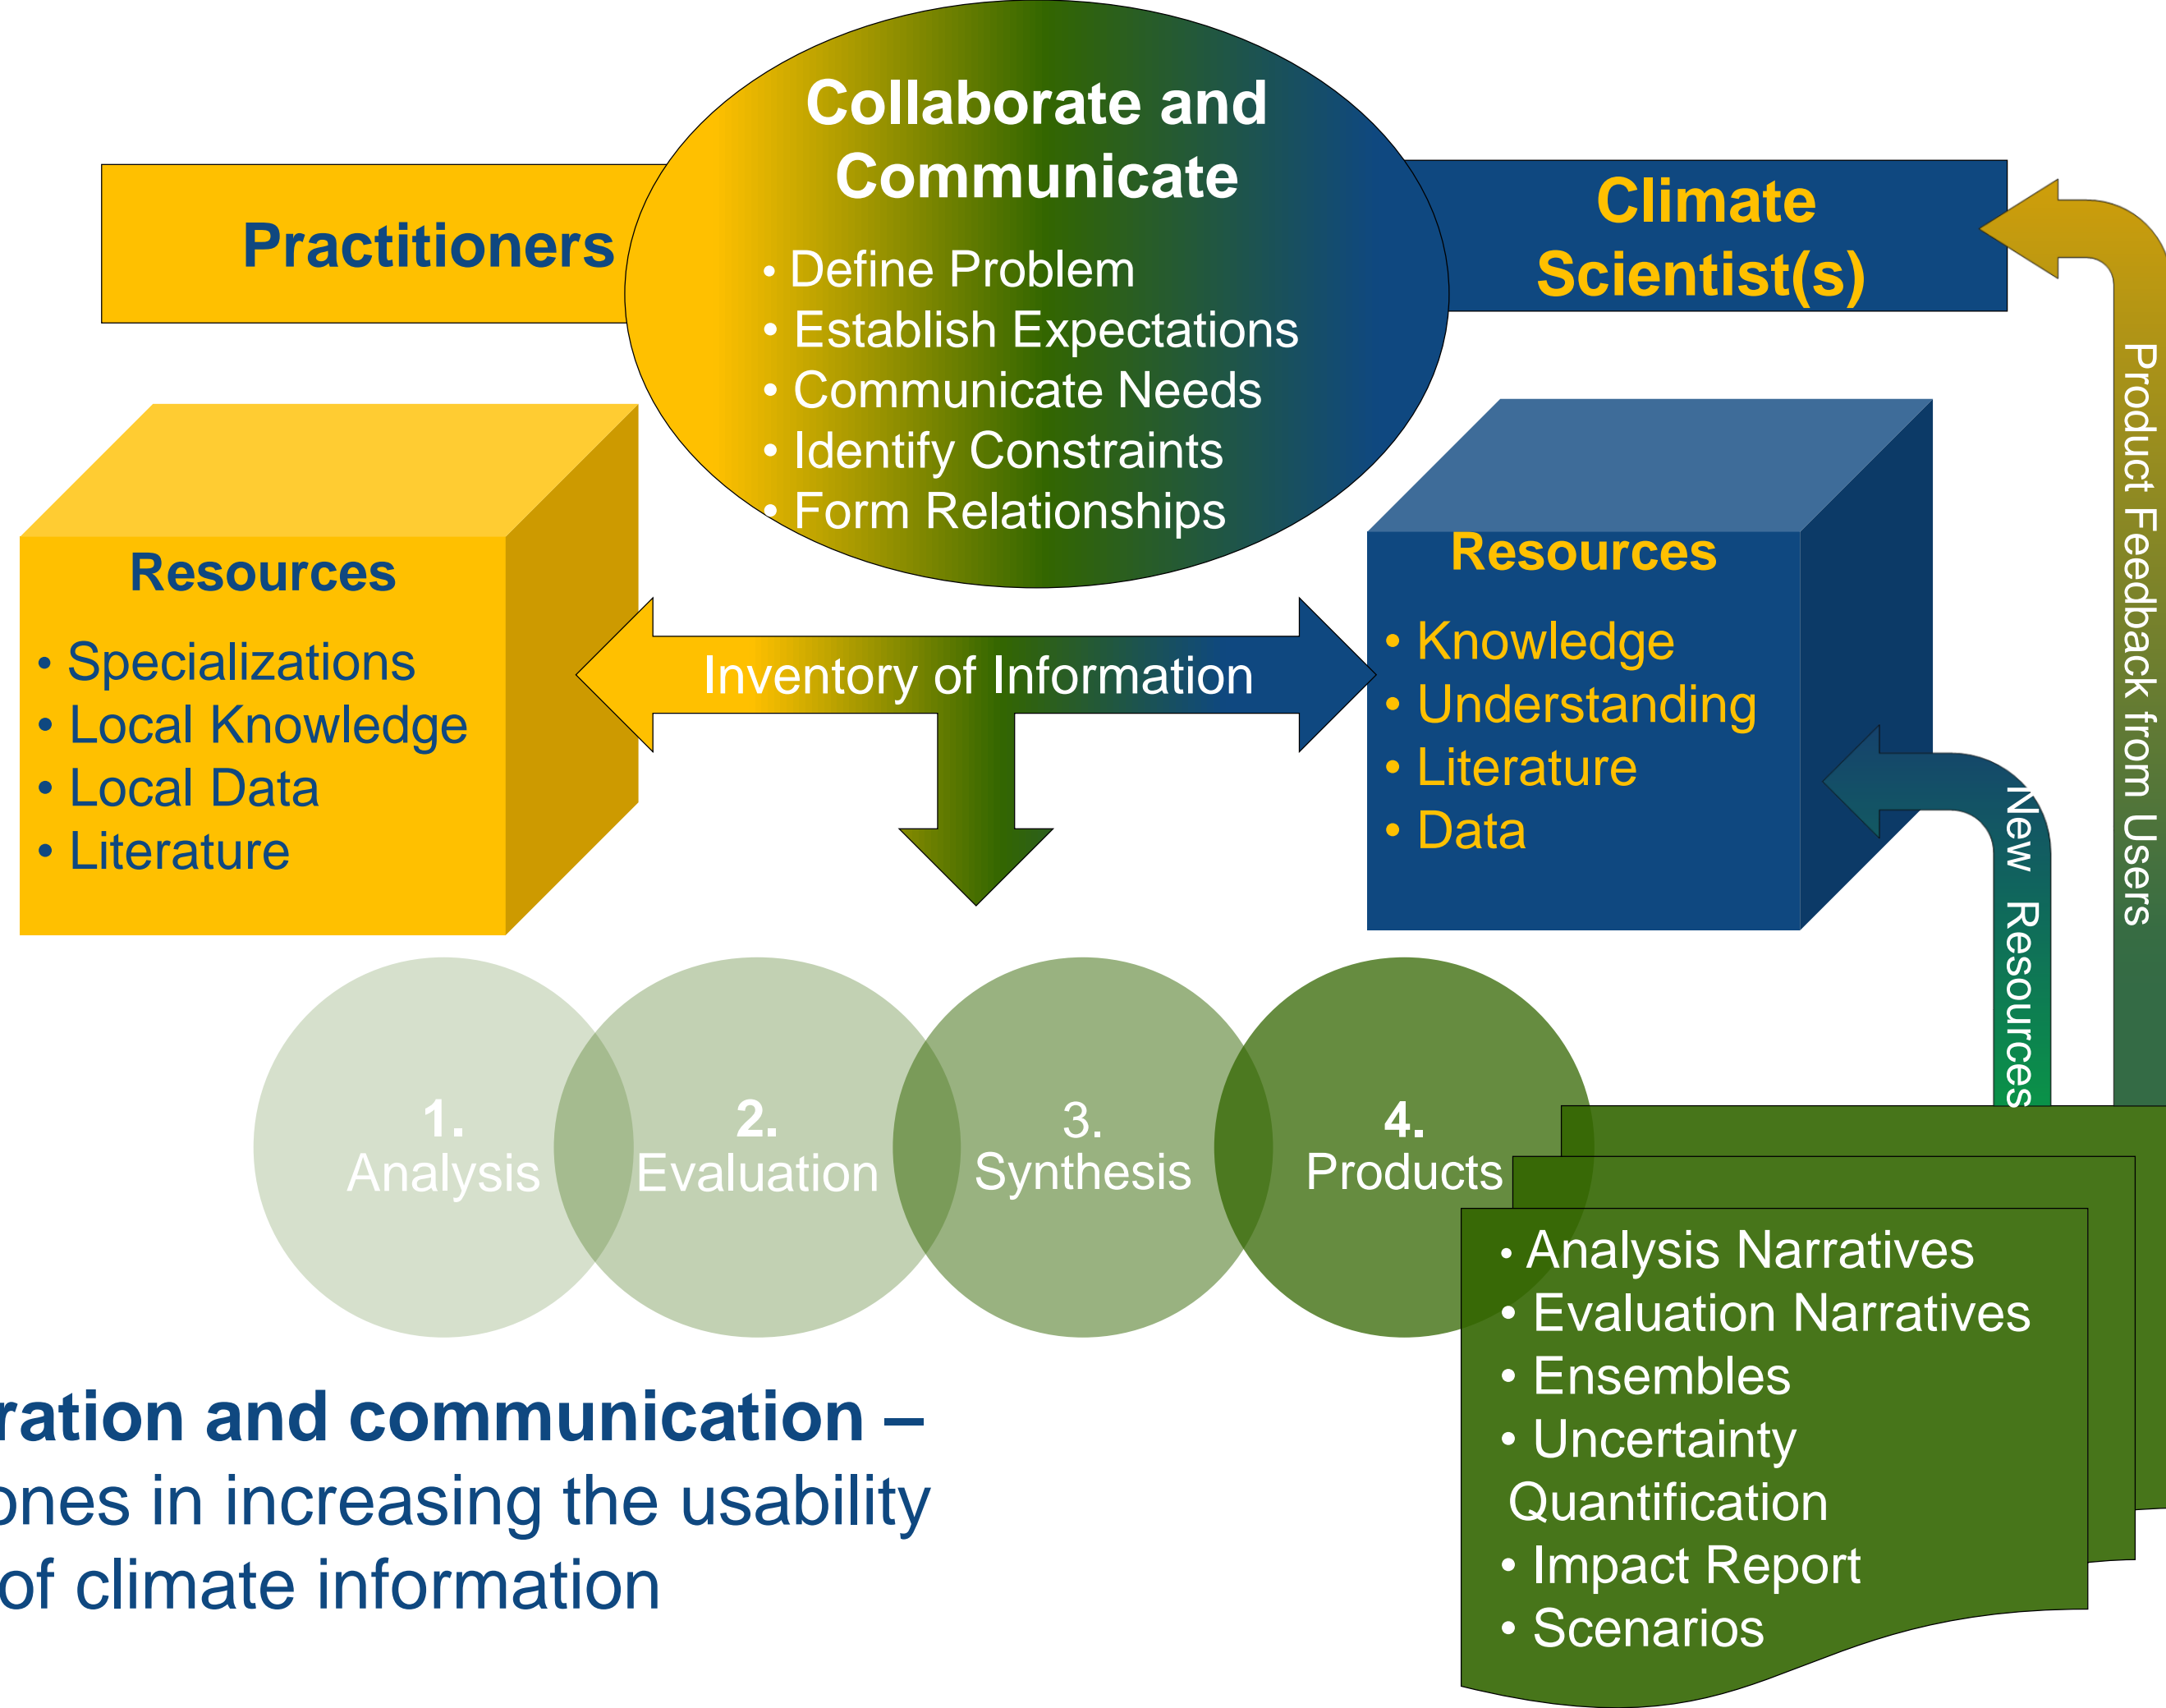 Collaborate and
Communicate
• Define Problem
• Establish Expectations
• Communicate Needs
• Identify Constraints
• Form Relationships
Practitioners
Climate
Scientist(s)
Resources
• Specializations
• Local Knowledge
• Local Data
• Literature
Inventory of Information
Resources
• Knowledge
• Understanding
• Literature
• Data
Product Feedback from Users
New Resources
1.
Analysis
2.
Evaluation
3.
Synthesis
4.
Products
• Analysis Narratives
• Evaluation Narratives
• Ensembles
• Uncertainty
Quantification
• Impact Report
• Scenarios
and communication –
in increasing the usability
of climate information